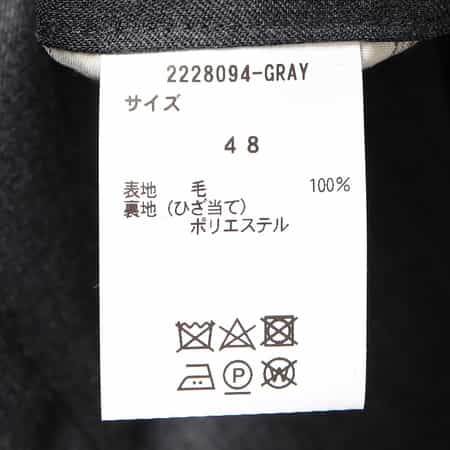 2228094-GRAY
サイズ
48
表地 毛 100%
裏地(ひざ当て)
ポリエステル
P W